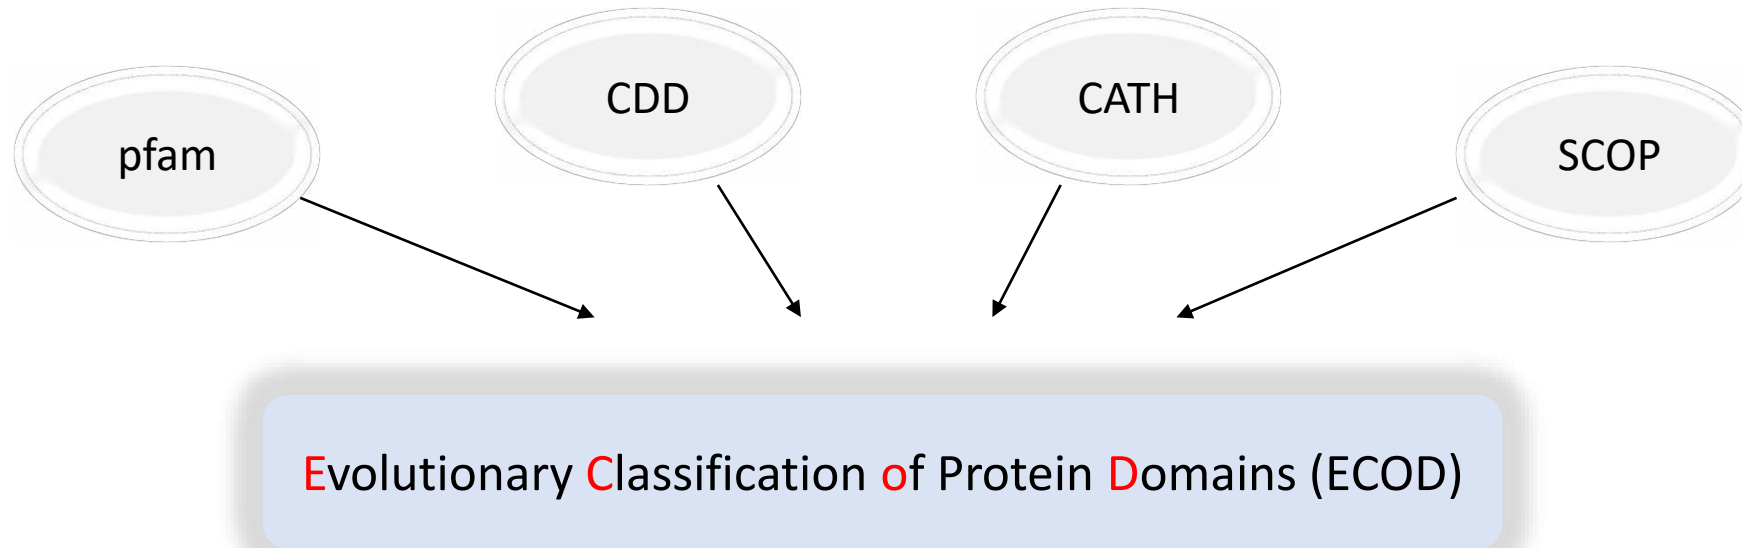 pfam
CDD
CATH
SCOP
Evolutionary Classification of Protein Domains (ECOD)